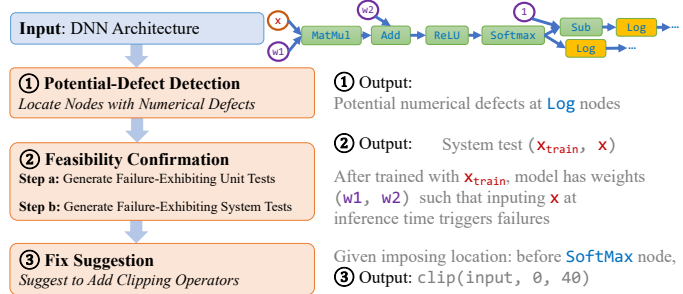 Input: DNN Architecture
x
w1
MatMul
w2
Add
ReLU
Softmax
1
Sub
Log
...
Log
...
① Potential-Defect Detection
Locate Nodes with Numerical Defects
① Output:
Potential numerical defects at Log nodes
② Feasibility Confirmation
Step a: Generate Failure-Exhibiting Unit Tests
Step b: Generate Failure-Exhibiting System Tests
② Output: System test (x_train, x)
After trained with x_train, model has weights
(w1, w2) such that inputing x at
inference time triggers failures
③ Fix Suggestion
Suggest to Add Clipping Operators
Given imposing location: before SoftMax node,
③ Output: clip(input, 0, 40)